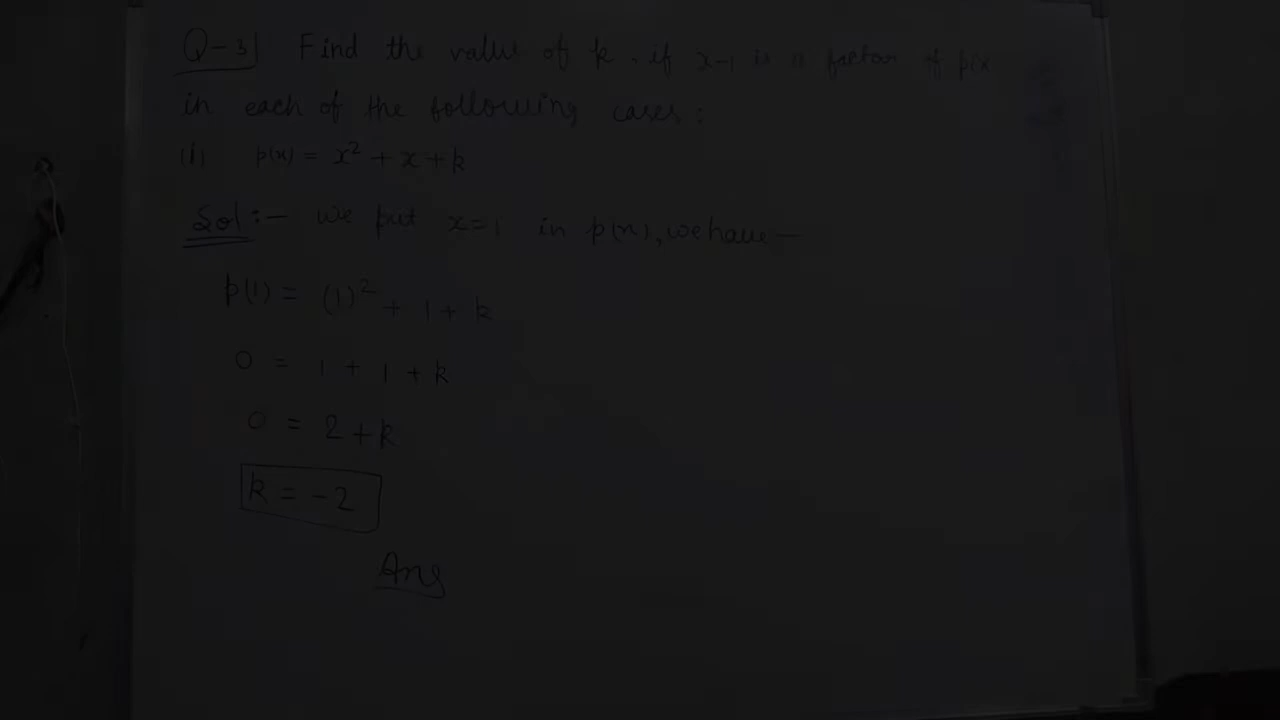 Q-3| Find the value of k, if x-1 is a factor of p(x
in each of the following cases:
(i) p(x) = x² + x + k
Sol :- we put x=1 in p(x), we have —
p(1) = (1)² + 1 + k
0 = 1 + 1 + k
0 = 2 + k
k = -2
Ans